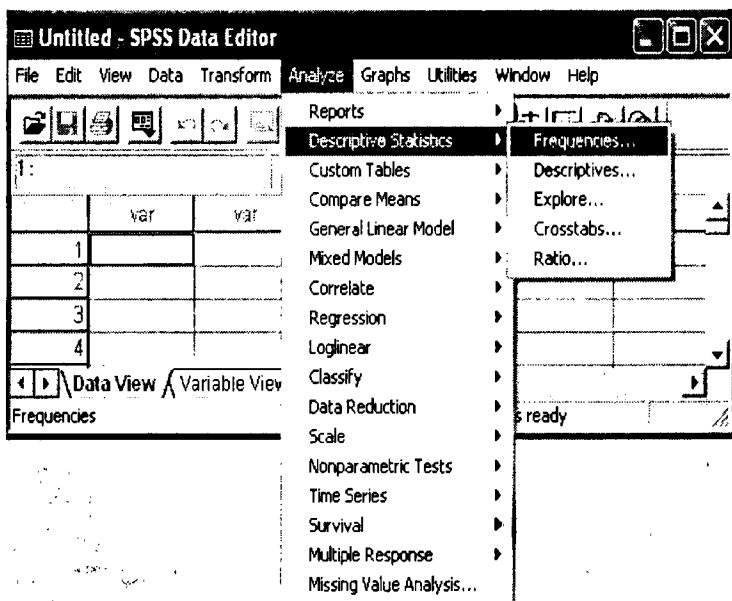 Untitled - SPSS Data Editor
File Edit View Data Transform Analyze Graphs Utilities Window Help
Reports
Descriptive Statistics
Custom Tables
Compare Means
General Linear Model
Mixed Models
Correlate
Regression
Loglinear
Classify
Data Reduction
Scale
Nonparametric Tests
Time Series
Survival
Multiple Response
Missing Value Analysis...
Frequencies...
Descriptives...
Explore...
Crosstabs...
Ratio...
1:
var var
1
2
3
4
Data View Variable View
Frequencies
s ready